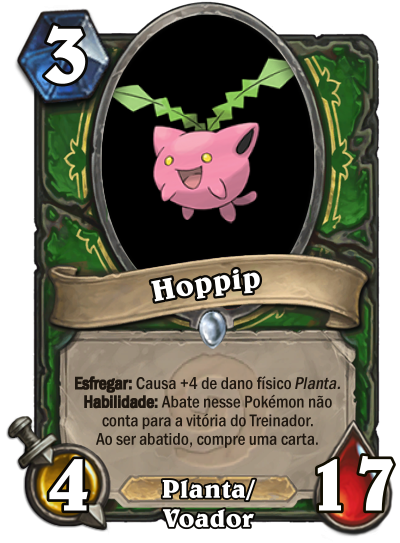 3
Hoppip
Esfregar: Causa +4 de dano físico Planta.
Habilidade: Abate nesse Pokémon não
conta para a vitória do Treinador.
Ao ser abatido, compre uma carta.
4
Planta/
Voador
17